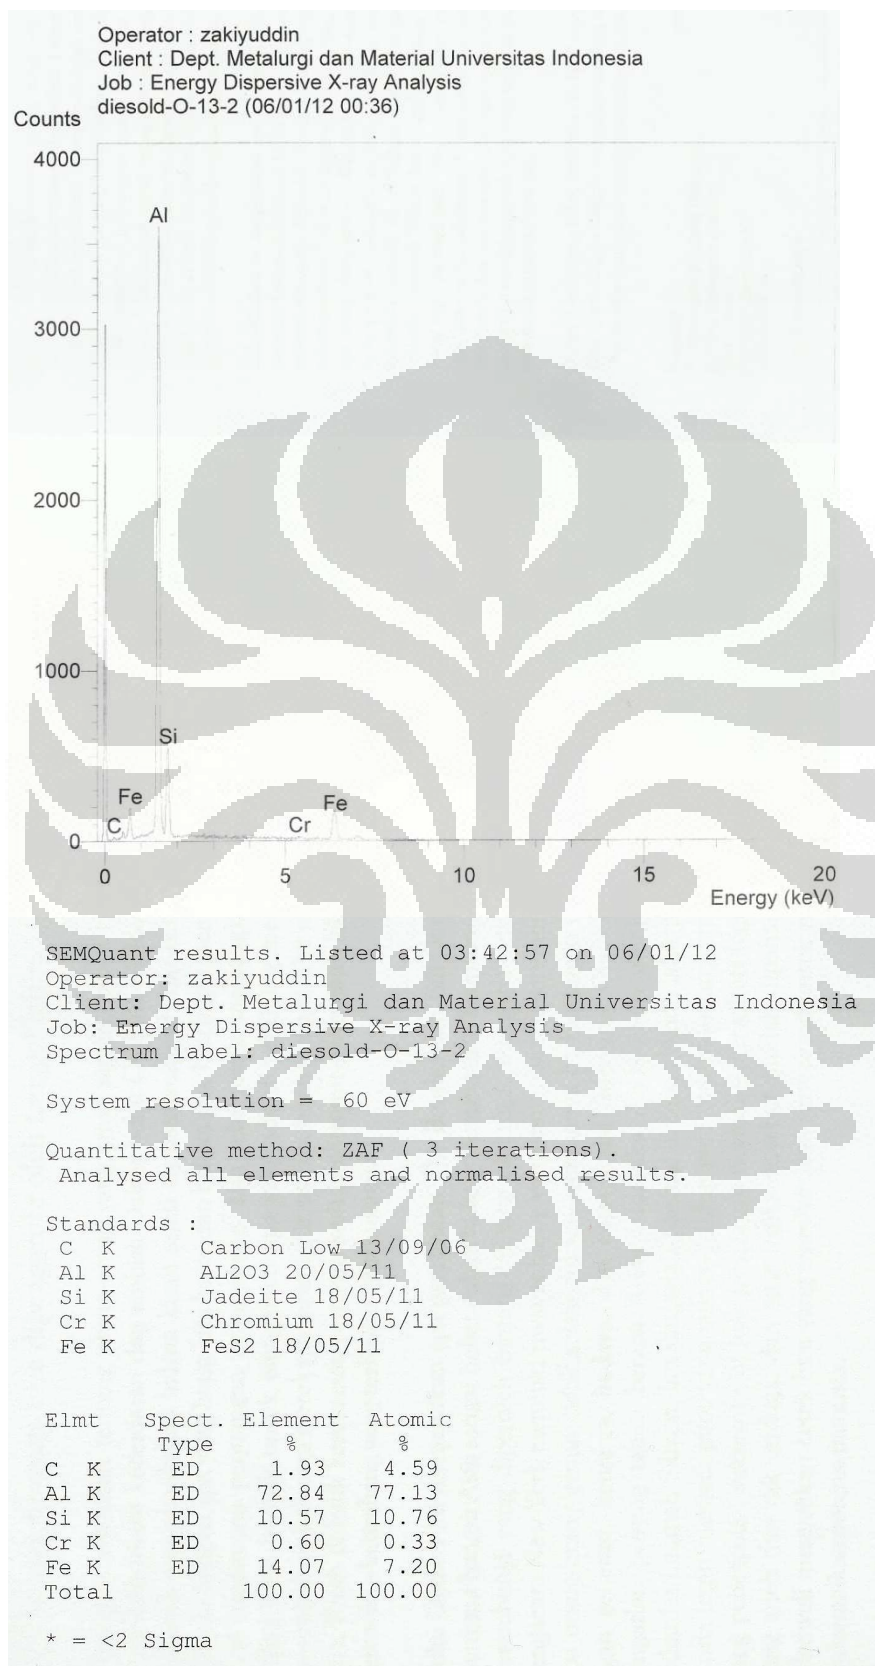 Operator : zakiyuddin
Client : Dept. Metalurgi dan Material Universitas Indonesia
Job : Energy Dispersive X-ray Analysis
diesold-O-13-2 (06/01/12 00:36)
Counts
4000
Al
3000
2000
1000
Si
Fe
Fe
C
Cr
0
0 5 10 15 20
Energy (keV)
SEMQuant results. Listed at 03:42:57 on 06/01/12
Operator: zakiyuddin
Client: Dept. Metalurgi dan Material Universitas Indonesia
Job: Energy Dispersive X-ray Analysis
Spectrum label: diesold-O-13-2
System resolution = 60 eV
Quantitative method: ZAF ( 3 iterations).
Analysed all elements and normalised results.
Standards :
C K Carbon Low 13/09/06
Al K AL2O3 20/05/11
Si K Jadeite 18/05/11
Cr K Chromium 18/05/11
Fe K FeS2 18/05/11
Elmt Spect. Element Atomic
Type % %
C K ED 1.93 4.59
Al K ED 72.84 77.13
Si K ED 10.57 10.76
Cr K ED 0.60 0.33
Fe K ED 14.07 7.20
Total 100.00 100.00
* = <2 Sigma